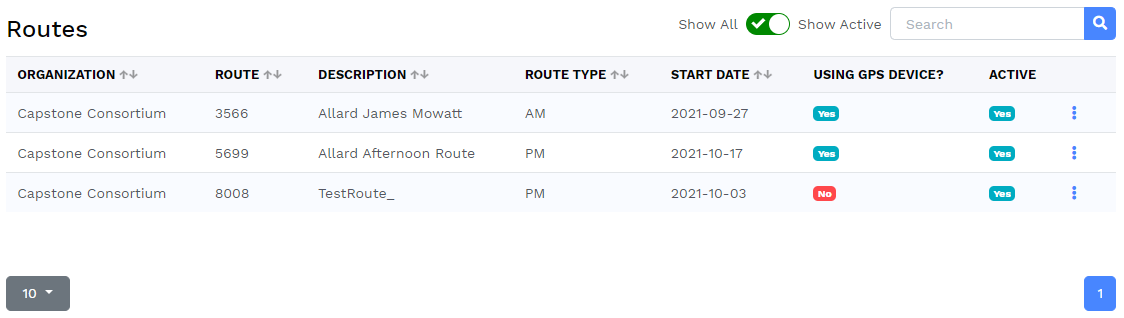 Routes Show All Show Active Search
ORGANIZATION ROUTE DESCRIPTION ROUTE TYPE START DATE USING GPS DEVICE? ACTIVE
Capstone Consortium 3566 Allard James Mowatt AM 2021-09-27 Yes Yes
Capstone Consortium 5699 Allard Afternoon Route PM 2021-10-17 Yes Yes
Capstone Consortium 8008 TestRoute_ PM 2021-10-03 No Yes
10 1